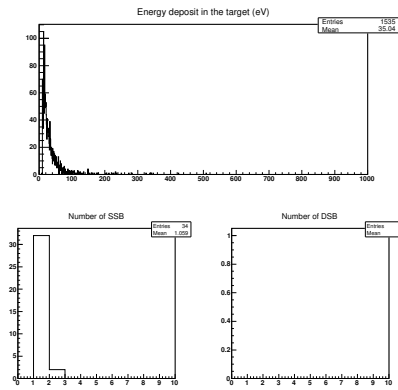 Energy deposit in the target (eV)
Entries 1535
Mean 35.04
100
80
60
40
20
0
0 100 200 300 400 500 600 700 800 900 1000
Number of SSB
Entries 34
Mean 1.059
30
25
20
15
10
5
0
0 1 2 3 4 5 6 7 8 9 10
Number of DSB
Entries
Mean
1
0.8
0.6
0.4
0.2
0
0 1 2 3 4 5 6 7 8 9 10